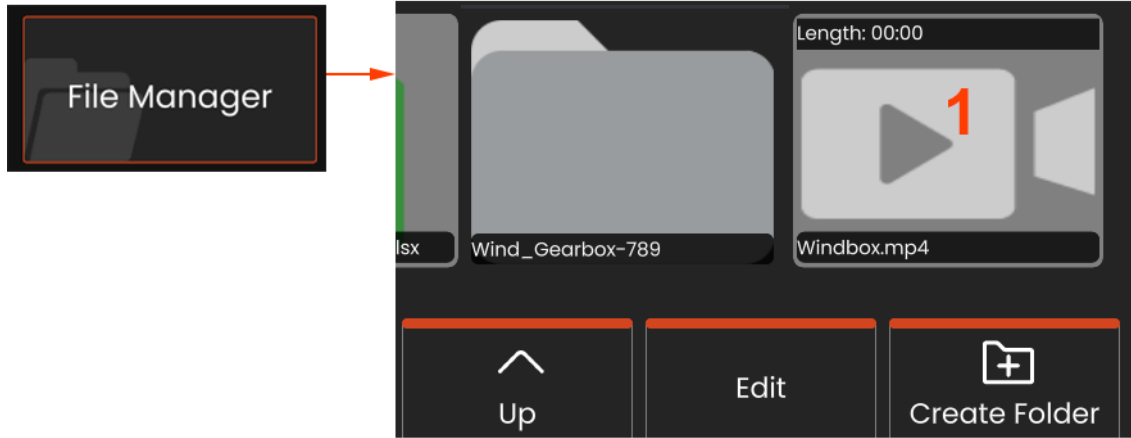 File Manager
Length: 00:00
1
lsx
Wind_Gearbox-789
Windbox.mp4
Up
Edit
Create Folder